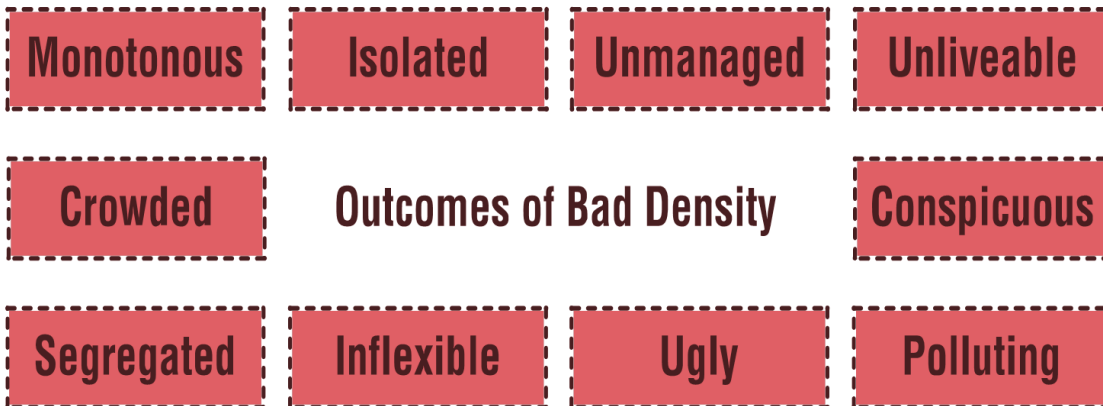 Monotonous
Isolated
Unmanaged
Unliveable
Crowded
Outcomes of Bad Density
Conspicuous
Segregated
Inflexible
Ugly
Polluting